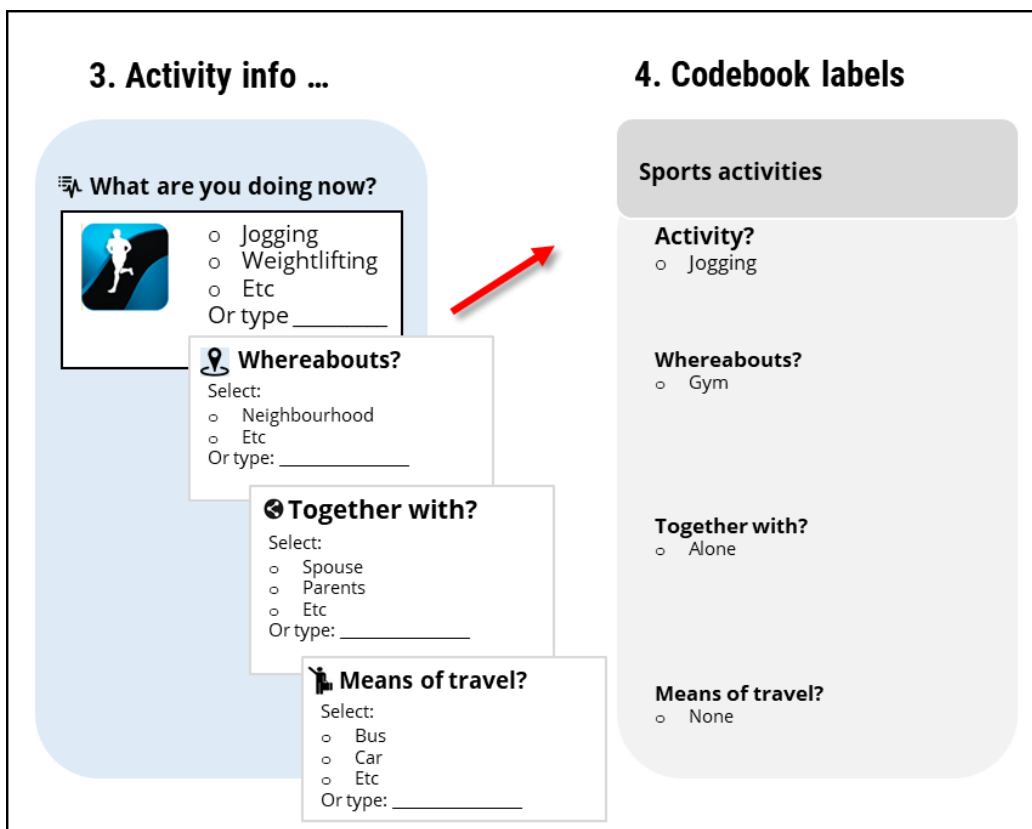 3. Activity info ...
What are you doing now?
o Jogging
o Weightlifting
o Etc
Or type ________
Whereabouts?
Select:
o Neighbourhood
o Etc
Or type: ______________
Together with?
Select:
o Spouse
o Parents
o Etc
Or type: ______________
Means of travel?
Select:
o Bus
o Car
o Etc
Or type: ______________
4. Codebook labels
Sports activities
Activity?
o Jogging
Whereabouts?
o Gym
Together with?
o Alone
Means of travel?
o None